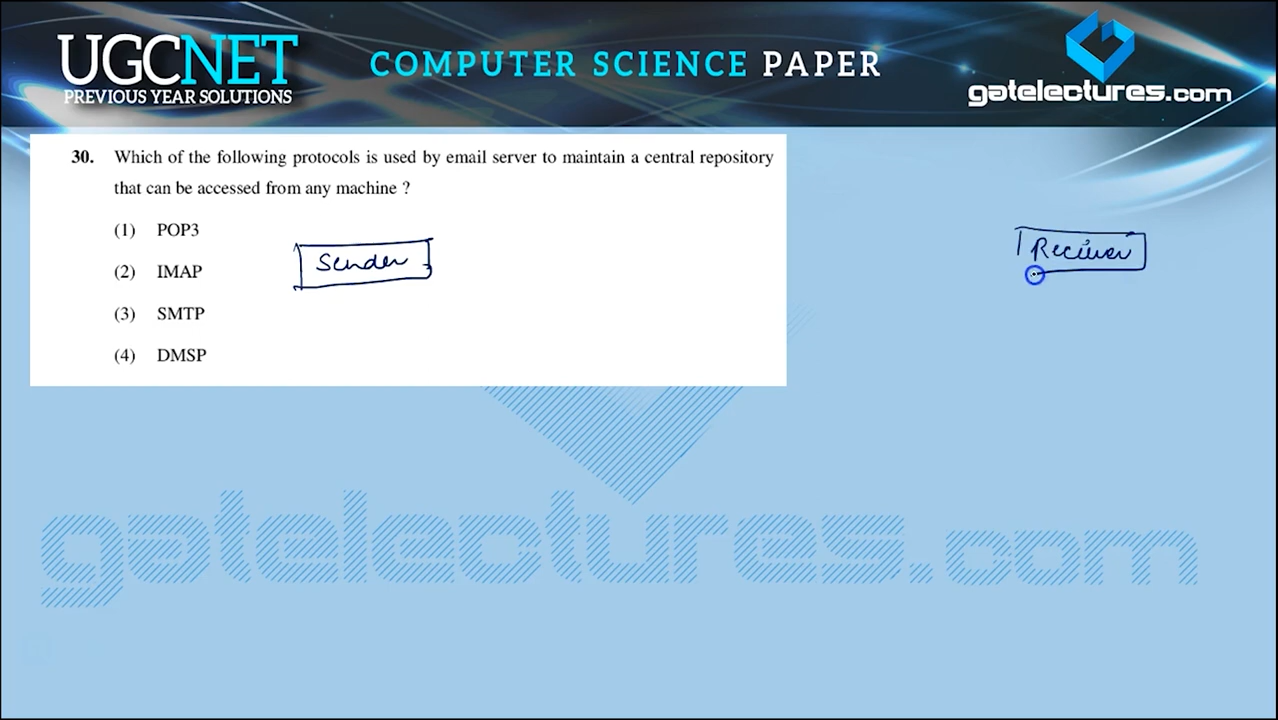 UGCNET
PREVIOUS YEAR SOLUTIONS
COMPUTER SCIENCE PAPER
gatelectures.com
30. Which of the following protocols is used by email server to maintain a central repository
that can be accessed from any machine ?
(1) POP3
(2) IMAP
(3) SMTP
(4) DMSP
Sender
Reciever
gatelectures.com